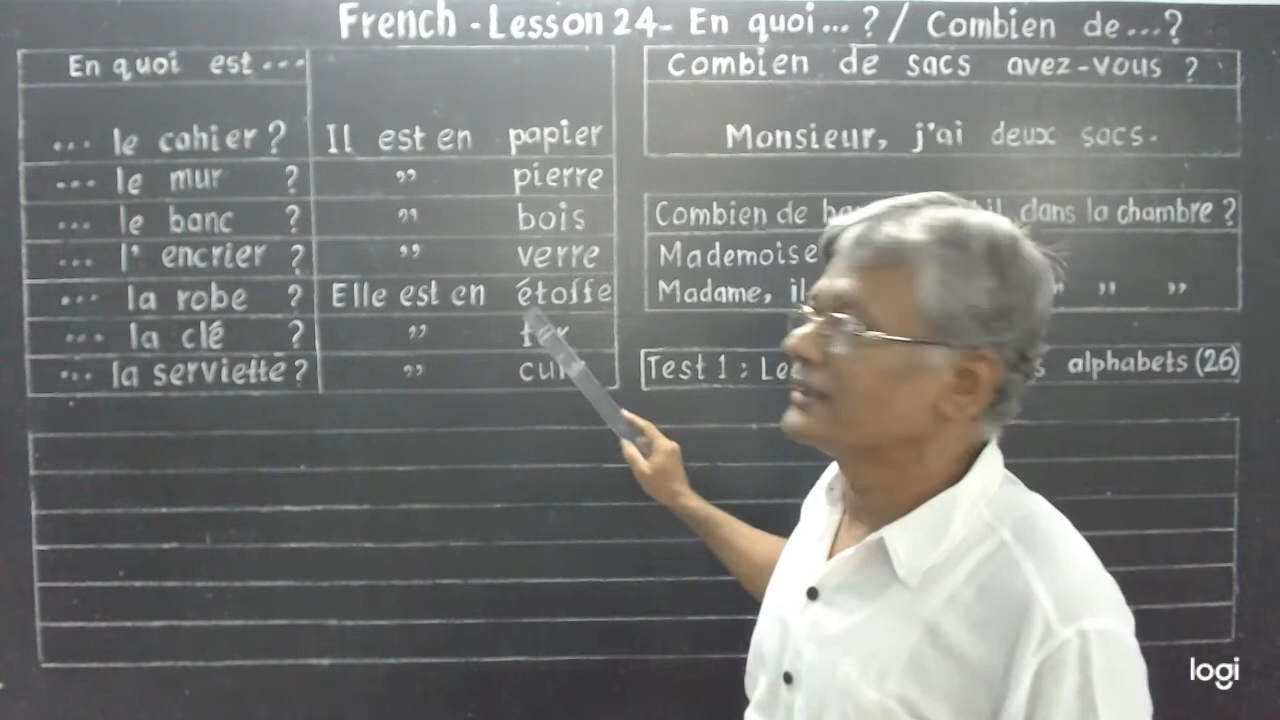 French - Lesson 24 - En quoi...? / Combien de...?
En quoi est...
... le cahier ? Il est en papier
... le mur ? " pierre
... le banc ? " bois
... l'encrier ? " verre
... la robe ? Elle est en étoffe
... la clé ? "
... la serviette ? "
Combien de sacs avez-vous ?
Monsieur, j'ai deux sacs.
Combien de dans la chambre ?
Madame, il " "
Test 1 : alphabets (26)
logi